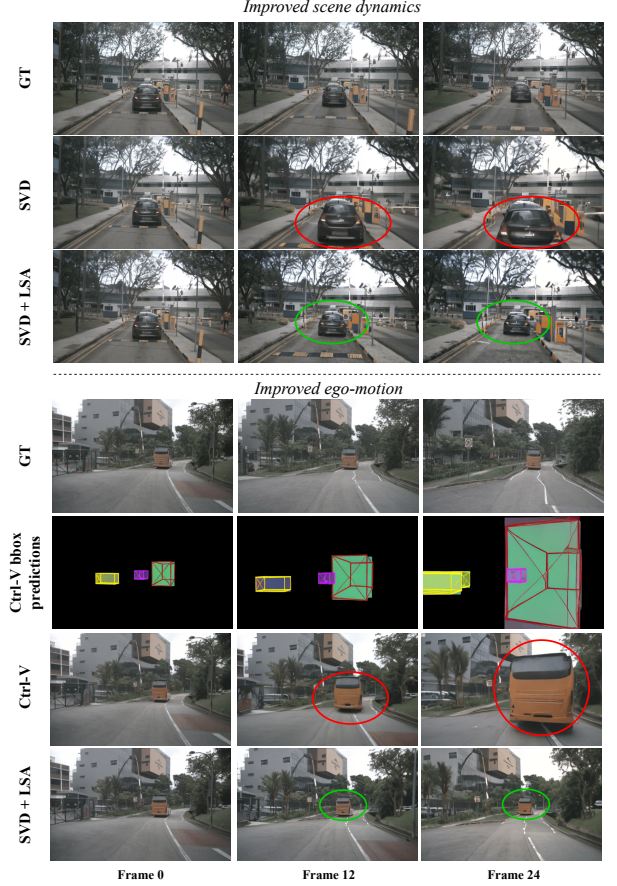 Improved scene dynamics
GT
SVD
SVD + LSA
Improved ego-motion
GT
Ctrl-V bbox
predictions
Ctrl-V
SVD + LSA
Frame 0
Frame 12
Frame 24